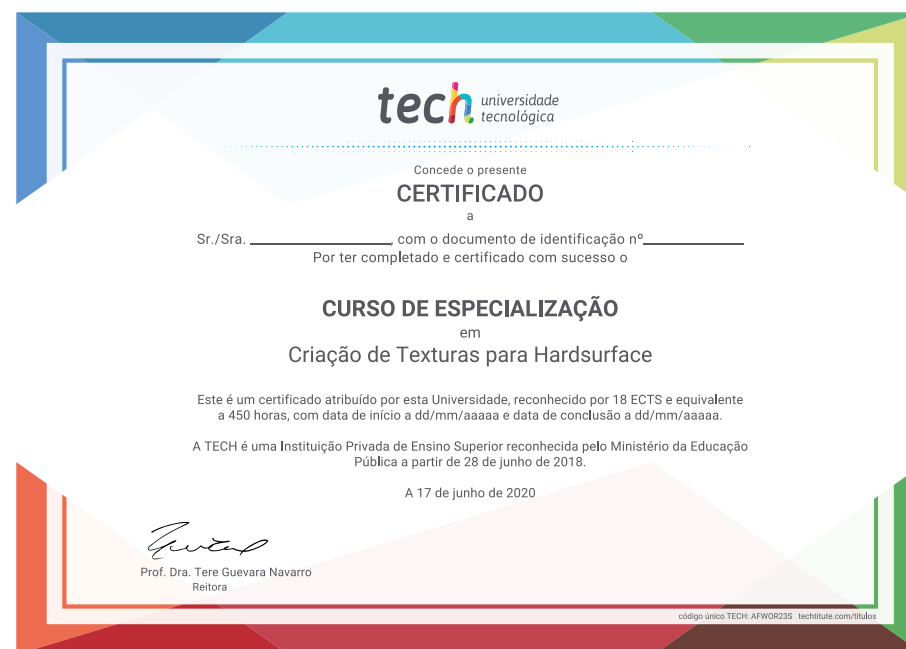 tech universidade
tecnológica
Concede o presente
CERTIFICADO
a
Sr./Sra. ____________________, com o documento de identificação nº______________
Por ter completado e certificado com sucesso o
CURSO DE ESPECIALIZAÇÃO
em
Criação de Texturas para Hardsurface
Este é um certificado atribuído por esta Universidade, reconhecido por 18 ECTS e equivalente
a 450 horas, com data de início a dd/mm/aaaaa e data de conclusão a dd/mm/aaaaa.
A TECH é uma Instituição Privada de Ensino Superior reconhecida pelo Ministério da Educação
Pública a partir de 28 de junho de 2018.
A 17 de junho de 2020
Prof. Dra. Tere Guevara Navarro
Reitora
código único TECH: AFWOR23S techtitute.com/titulos